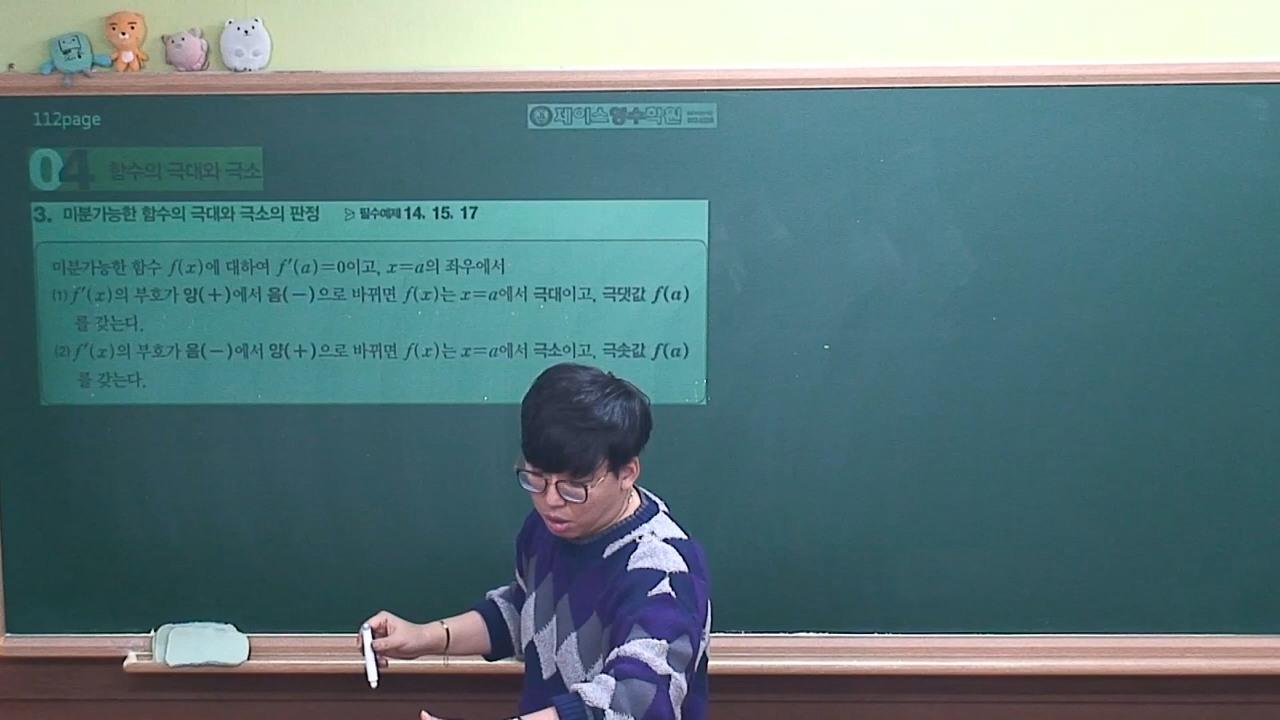 112page
제이스영수학원
04 함수의 극대와 극소
3. 미분가능한 함수의 극대와 극소의 판정 ▷ 필수예제 14. 15. 17
미분가능한 함수 f(x)에 대하여 f′(a)=0이고, x=a의 좌우에서
(1) f′(x)의 부호가 양(+)에서 음(−)으로 바뀌면 f(x)는 x=a에서 극대이고, 극댓값 f(a)
를 갖는다.
(2) f′(x)의 부호가 음(−)에서 양(+)으로 바뀌면 f(x)는 x=a에서 극소이고, 극솟값 f(a)
를 갖는다.